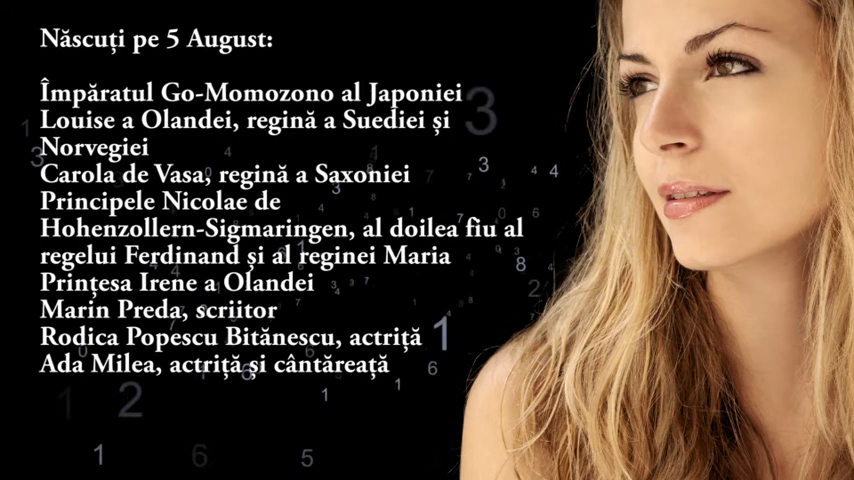 Născuți pe 5 August:
Împăratul Go-Momozono al Japoniei
Louise a Olandei, regină a Suediei și
Norvegiei
Carola de Vasa, regină a Saxoniei
Principele Nicolae de
Hohenzollern-Sigmaringen, al doilea fiu al
regelui Ferdinand și al reginei Maria
Prințesa Irene a Olandei
Marin Preda, scriitor
Rodica Popescu Bitănescu, actriță
Ada Milea, actriță și cântăreață